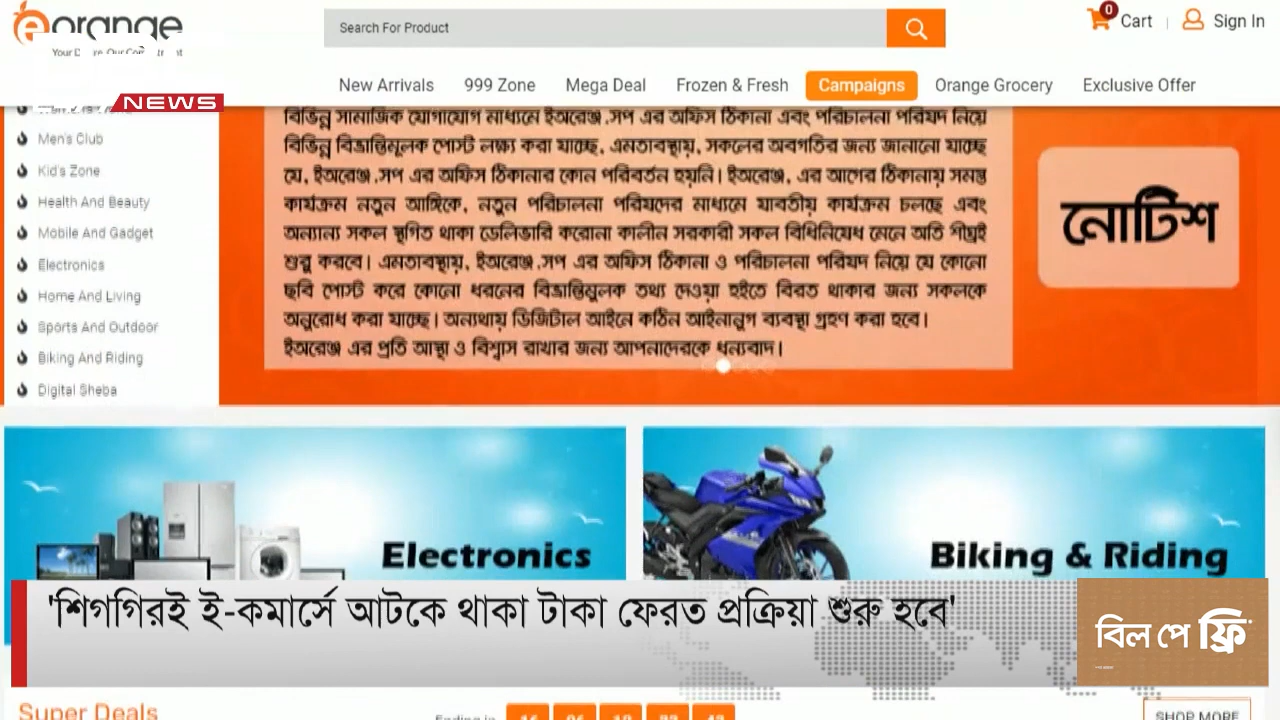 eorange
Search For Product
0
Cart
Sign In
New Arrivals
999 Zone
Mega Deal
Frozen & Fresh
Campaigns
Orange Grocery
Exclusive Offer
NEWS
Men's Club
Kid's Zone
Health And Beauty
Mobile And Gadget
Electronics
Home And Living
Sports And Outdoor
Biking And Riding
Digital Sheba
বিভিন্ন সামাজিক যোগাযোগ মাধ্যমে ইঅরেঞ্জ.সপ এর অফিস ঠিকানা এবং পরিচালনা পরিষদ নিয়ে
বিভিন্ন বিভ্রান্তিমূলক পোস্ট লক্ষ্য করা যাচ্ছে, এমতাবস্থায়, সকলের অবগতির জন্য জানানো যাচ্ছে
যে, ইঅরেঞ্জ.সপ এর অফিস ঠিকানার কোন পরিবর্তন হয়নি। ইঅরেঞ্জ, এর আগের ঠিকানায় সমস্ত
কার্যক্রম নতুন আঙ্গিকে, নতুন পরিচালনা পরিষদের মাধ্যমে যাবতীয় কার্যক্রম চলছে এবং
অন্যান্য সকল স্থগিত থাকা ডেলিভারি করোনা কালীন সরকারী সকল বিধিনিষেধ মেনে অতি শীঘ্রই
শুরু করবে। এমতাবস্থায়, ইঅরেঞ্জ.সপ এর অফিস ঠিকানা ও পরিচালনা পরিষদ নিয়ে যে কোনো
ছবি পোস্ট করে কোনো ধরনের বিভ্রান্তিমুলক তথ্য দেওয়া হইতে বিরত থাকার জন্য সকলকে
অনুরোধ করা যাচ্ছে। অন্যথায় ডিজিটাল আইনে কঠিন আইনানুগ ব্যবস্থা গ্রহণ করা হবে।
ইঅরেঞ্জ এর প্রতি আস্থা ও বিশ্বাস রাখার জন্য আপনাদেরকে ধন্যবাদ।
নোটিশ
Electronics
Biking & Riding
'শিগগিরই ই-কমার্সে আটকে থাকা টাকা ফেরত প্রক্রিয়া শুরু হবে'
বিল পে ফ্রি
Super Deals
Ending in
SHOP MORE